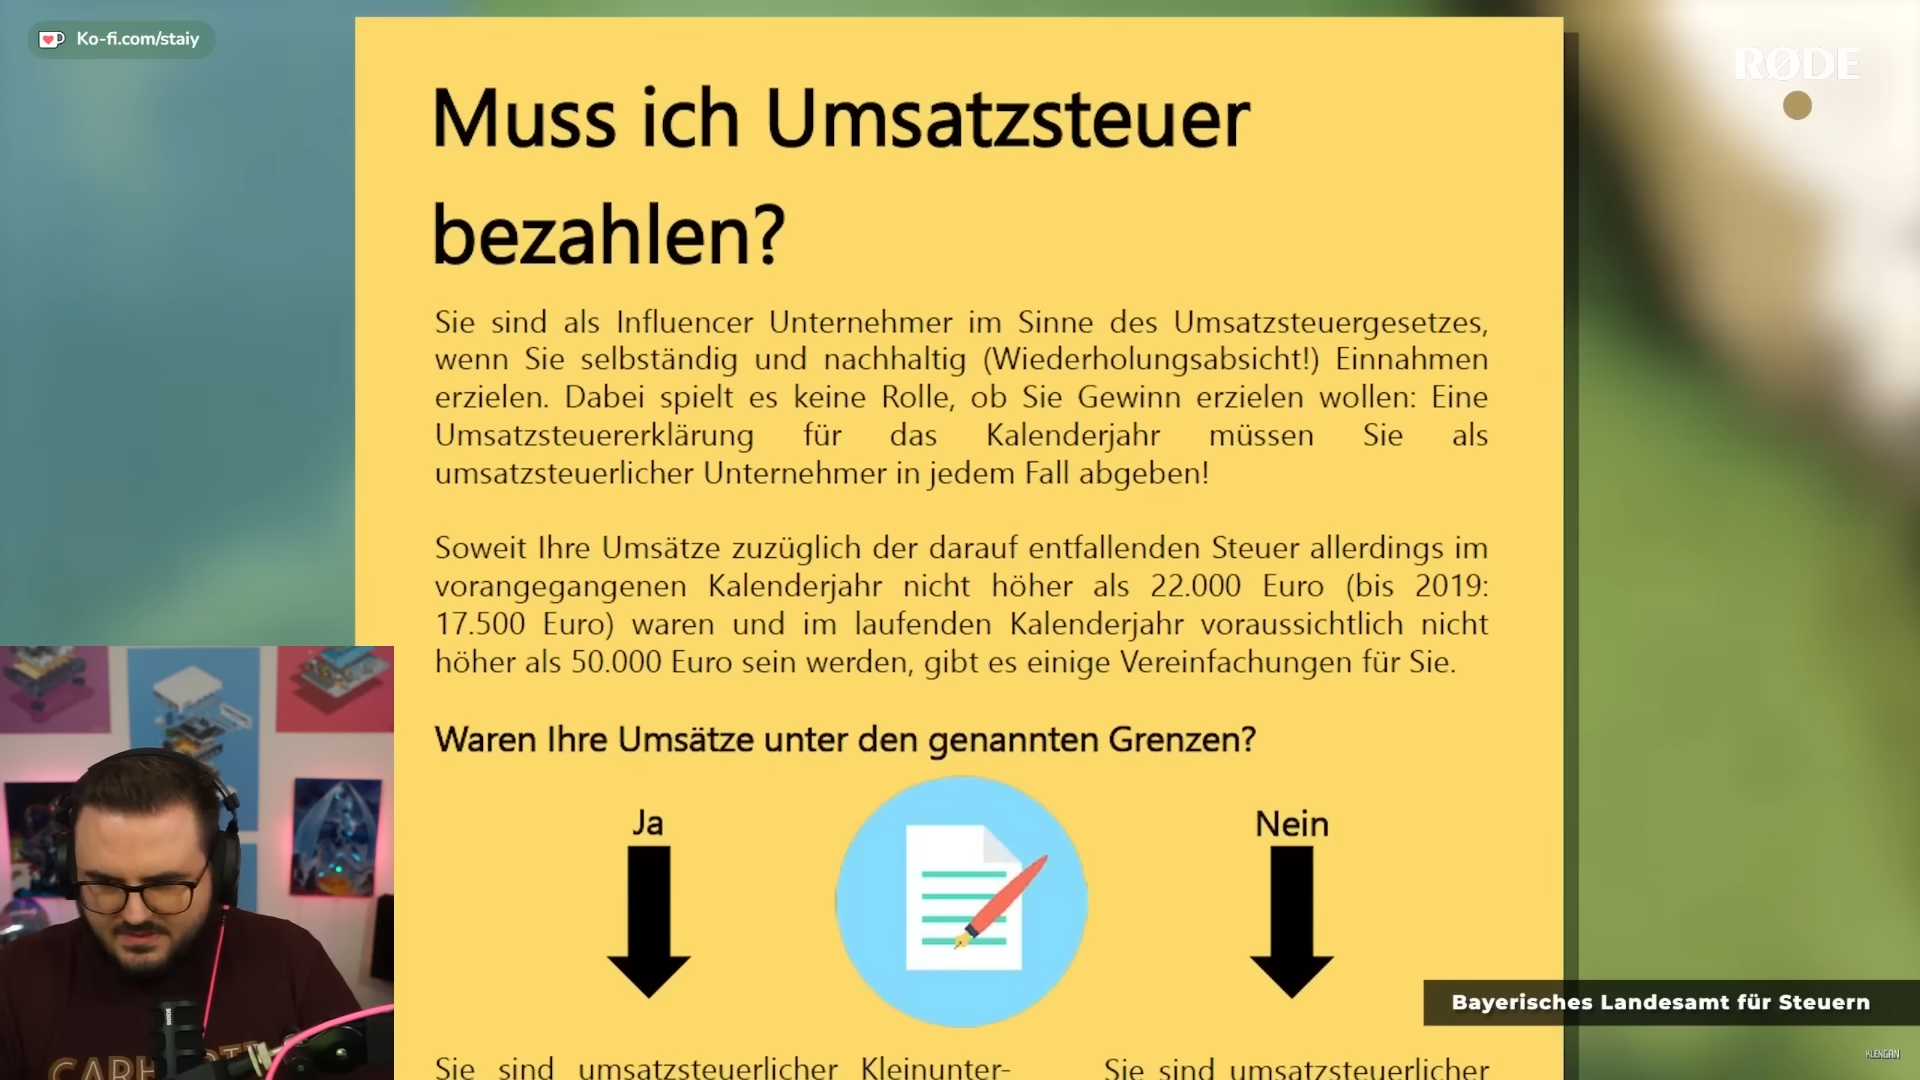 Ko-fi.com/staiy
RØDE
Muss ich Umsatzsteuer
bezahlen?
Sie sind als Influencer Unternehmer im Sinne des Umsatzsteuergesetzes,
wenn Sie selbständig und nachhaltig (Wiederholungsabsicht!) Einnahmen
erzielen. Dabei spielt es keine Rolle, ob Sie Gewinn erzielen wollen: Eine
Umsatzsteuererklärung für das Kalenderjahr müssen Sie als
umsatzsteuerlicher Unternehmer in jedem Fall abgeben!
Soweit Ihre Umsätze zuzüglich der darauf entfallenden Steuer allerdings im
vorangegangenen Kalenderjahr nicht höher als 22.000 Euro (bis 2019:
17.500 Euro) waren und im laufenden Kalenderjahr voraussichtlich nicht
höher als 50.000 Euro sein werden, gibt es einige Vereinfachungen für Sie.
Waren Ihre Umsätze unter den genannten Grenzen?
Ja
Nein
Bayerisches Landesamt für Steuern
KLENGAN
Sie sind umsatzsteuerlicher Kleinunter-
Sie sind umsatzsteuerlicher
RØDE